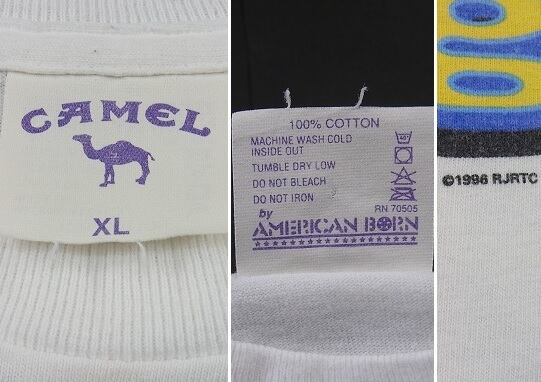 CAMEL
XL
100% COTTON
MACHINE WASH COLD
INSIDE OUT
TUMBLE DRY LOW
DO NOT BLEACH
DO NOT IRON
RN 70505
by
AMERICAN BORN
©1996 RJRTC